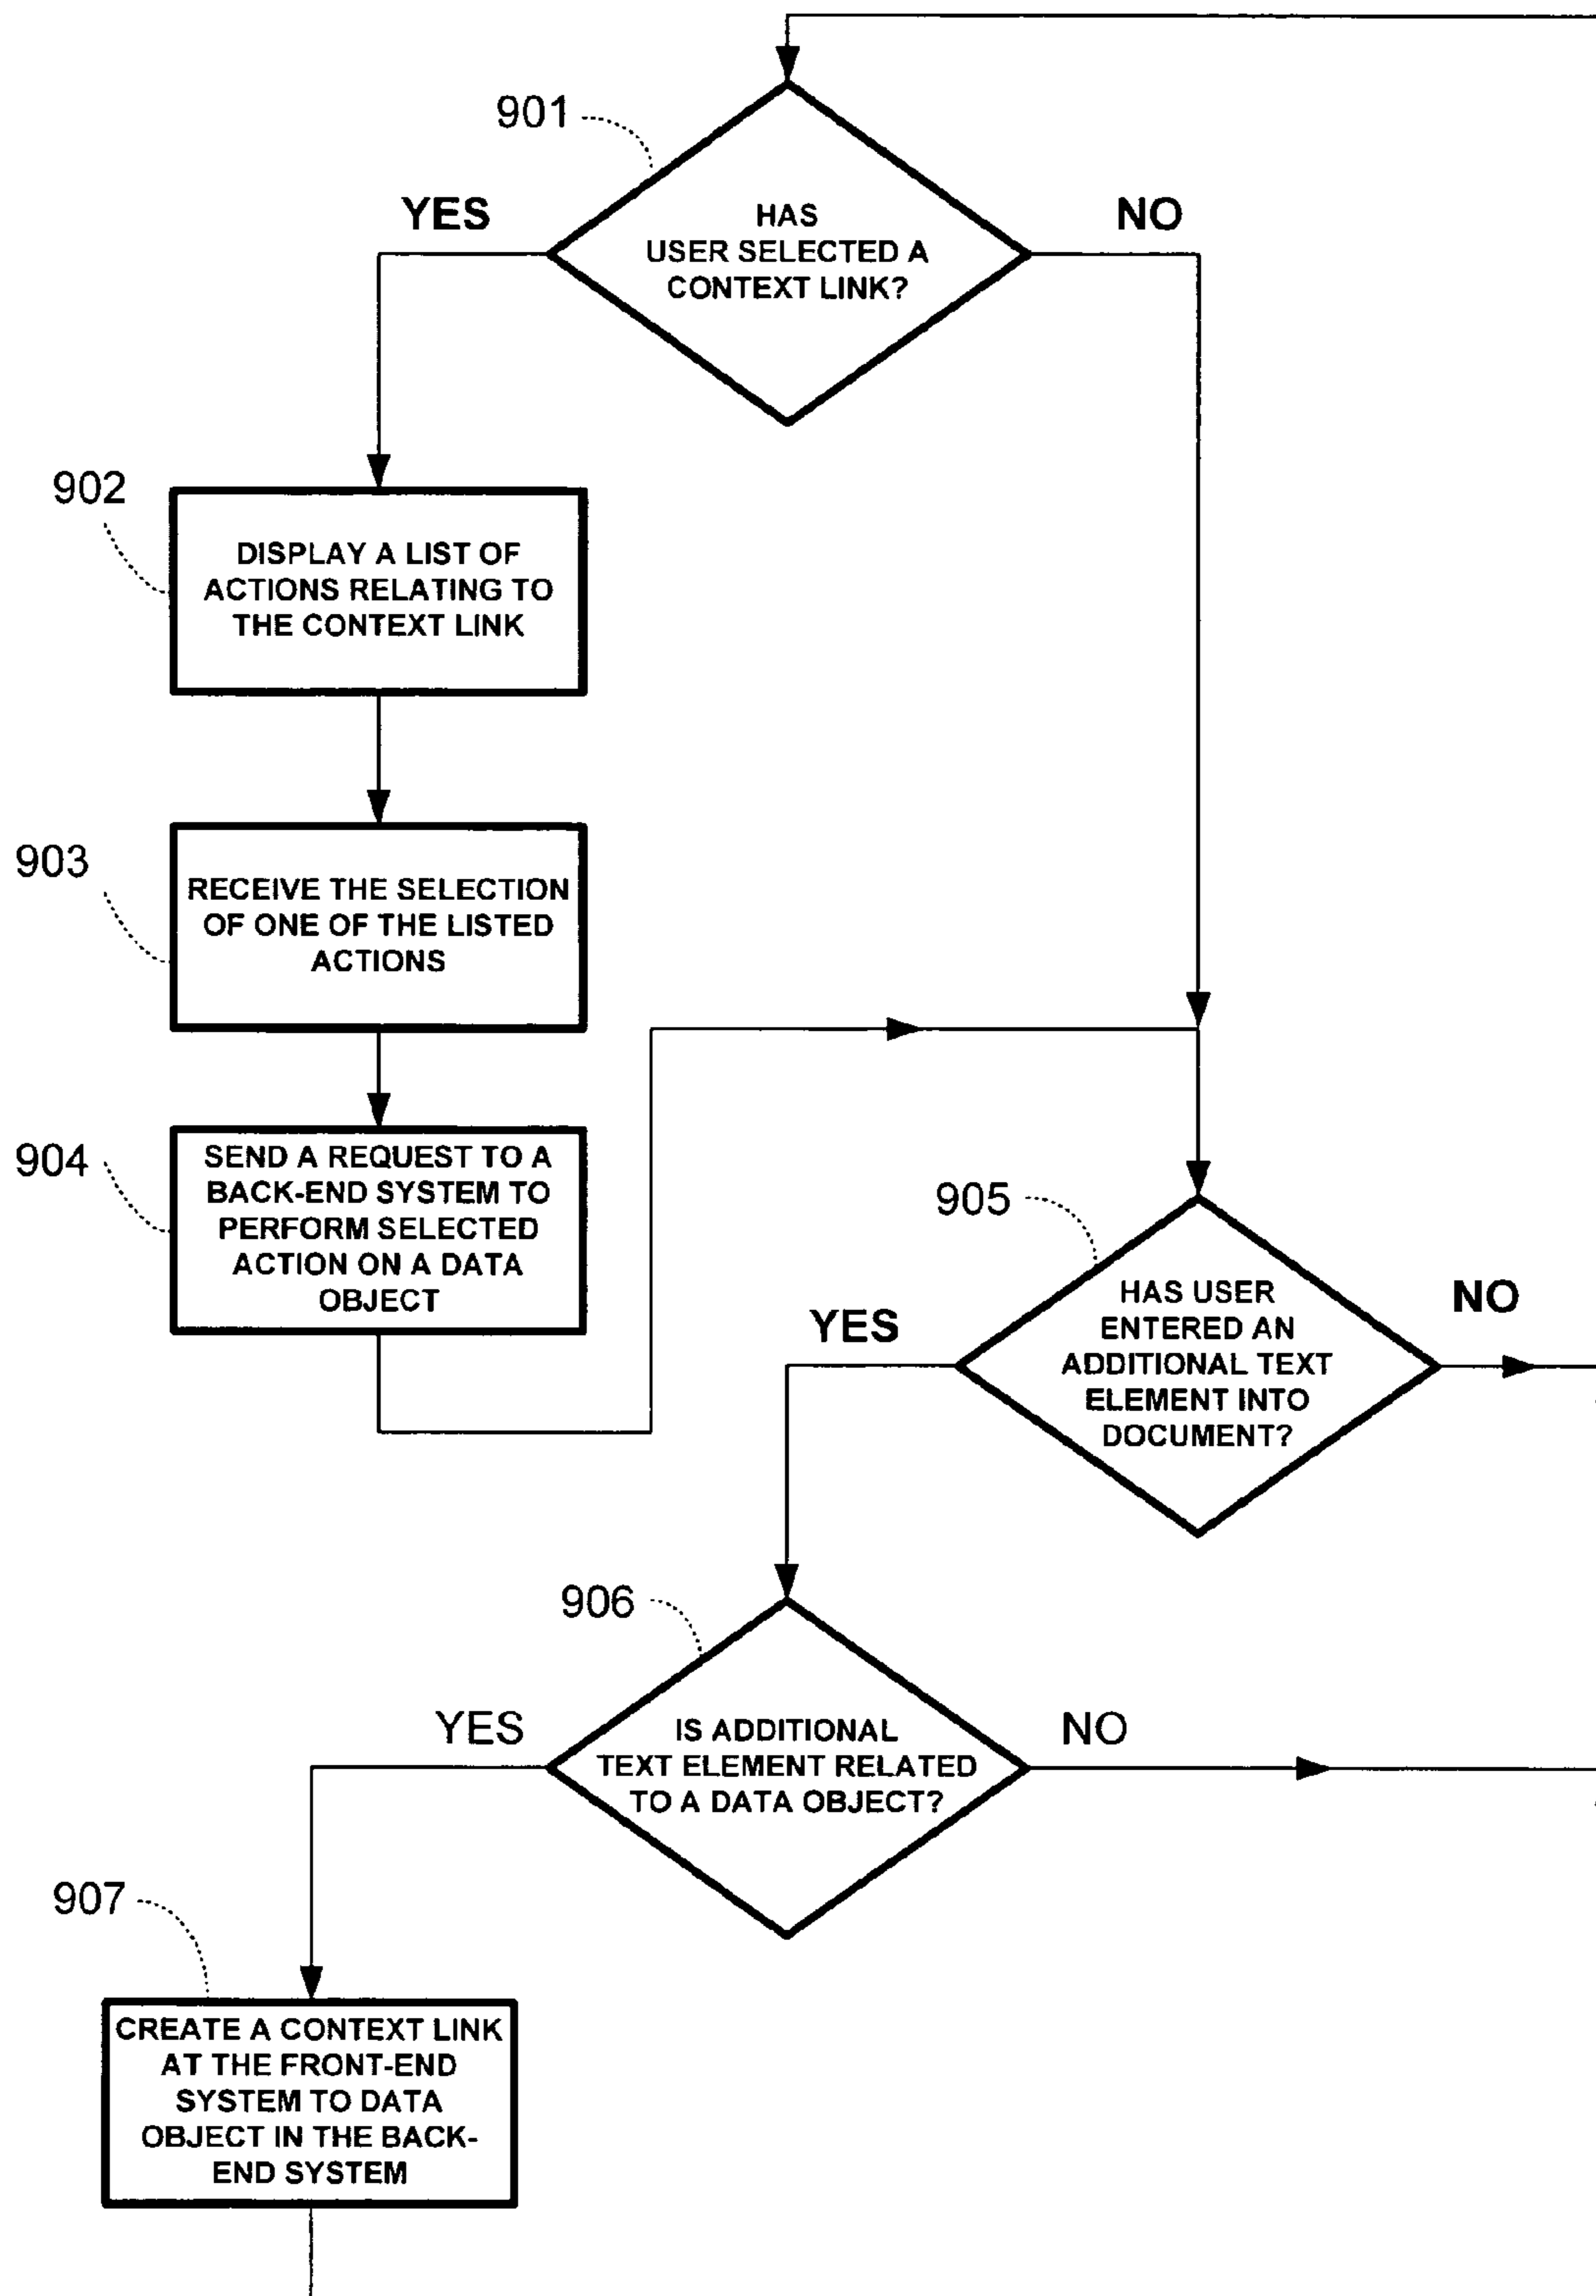 901
YES
NO
HAS
USER SELECTED A
CONTEXT LINK?
902
DISPLAY A LIST OF
ACTIONS RELATING TO
THE CONTEXT LINK
903
RECEIVE THE SELECTION
OF ONE OF THE LISTED
ACTIONS
904
SEND A REQUEST TO A
BACK-END SYSTEM TO
PERFORM SELECTED
ACTION ON A DATA
OBJECT
905
YES
NO
HAS USER
ENTERED AN
ADDITIONAL TEXT
ELEMENT INTO
DOCUMENT?
906
YES
NO
IS ADDITIONAL
TEXT ELEMENT RELATED
TO A DATA OBJECT?
907
CREATE A CONTEXT LINK
AT THE FRONT-END
SYSTEM TO DATA
OBJECT IN THE BACK-
END SYSTEM